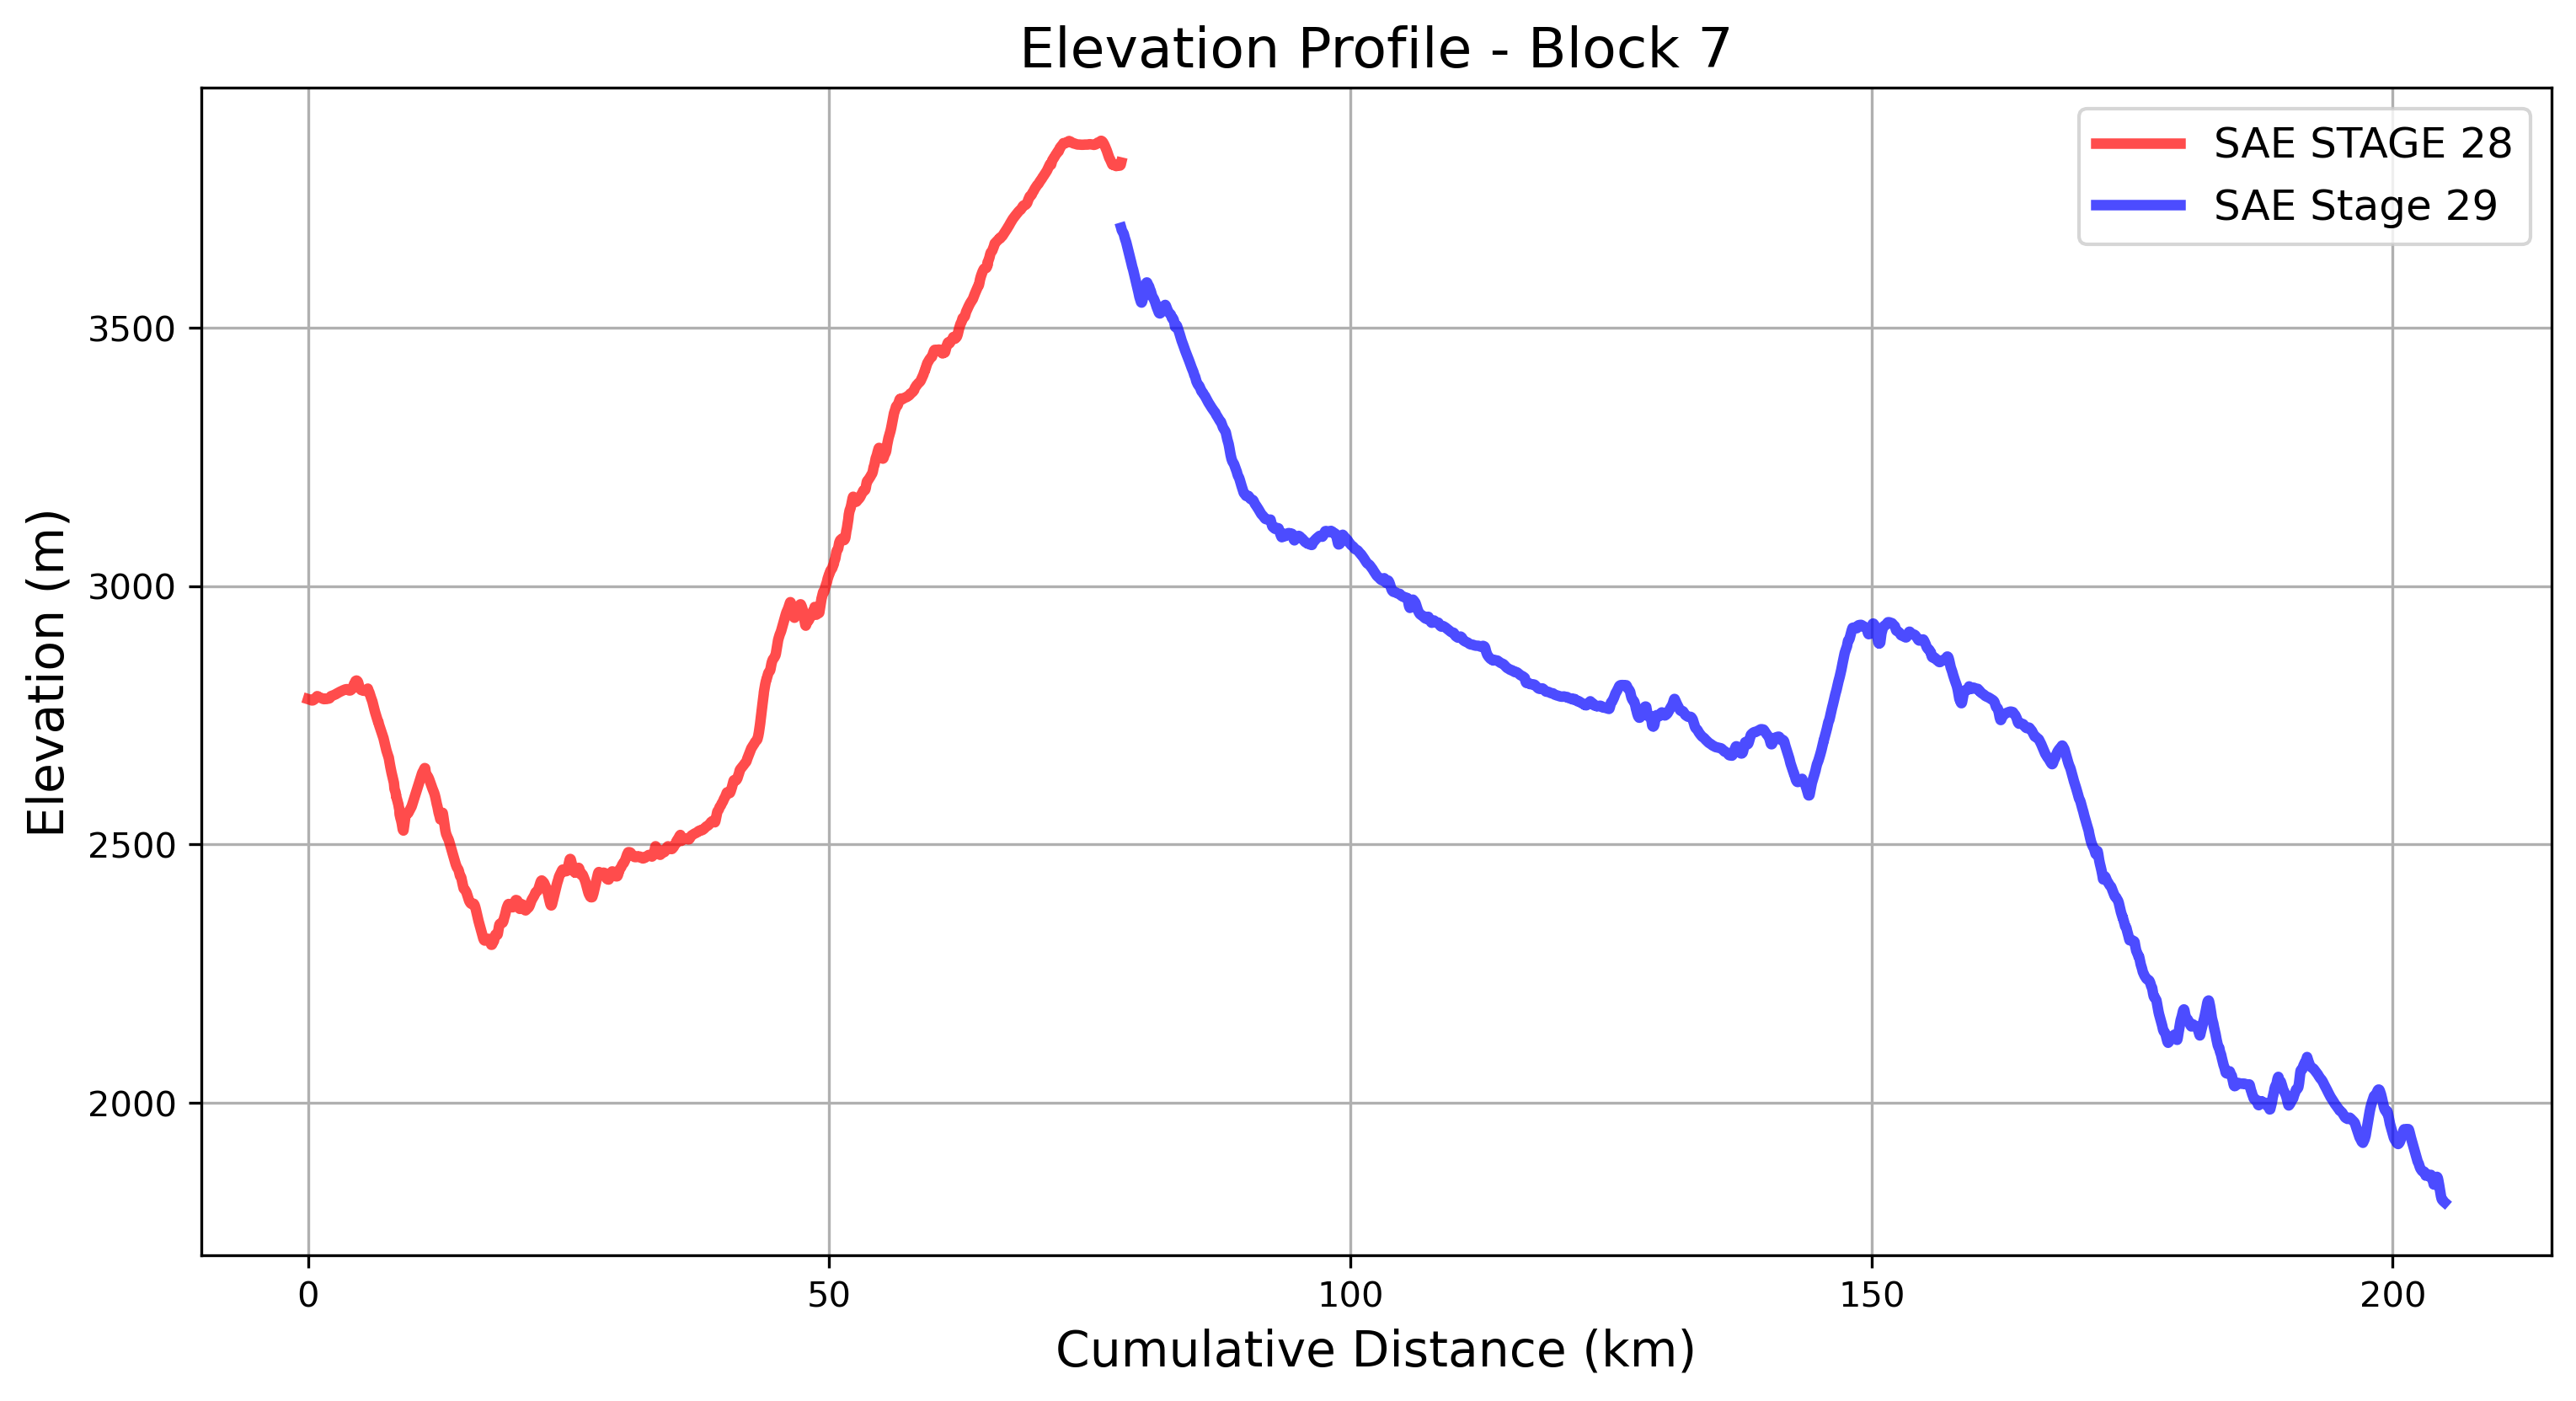 Elevation Profile - Block 7
SAE STAGE 28
SAE Stage 29
Elevation (m)
3500
3000
2500
2000
0 50 100 150 200
Cumulative Distance (km)